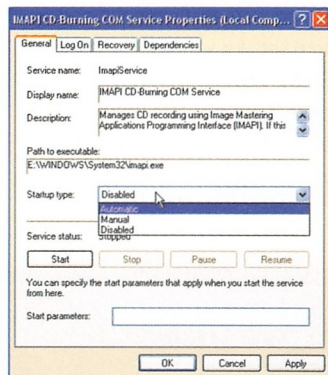 IMAPI CD-Burning COM Service Properties (Local Comp...
General Log On Recovery Dependencies
Service name: ImapiService
Display name: IMAPI CD-Burning COM Service
Description: Manages CD recording using Image Mastering
Applications Programming Interface (IMAPI). If this
Path to executable:
E:\WINDOWS\System32\imapi.exe
Startup type: Disabled
Automatic
Manual
Disabled
Service status: Stopped
Start Stop Pause Resume
You can specify the start parameters that apply when you start the service
from here.
Start parameters:
OK Cancel Apply